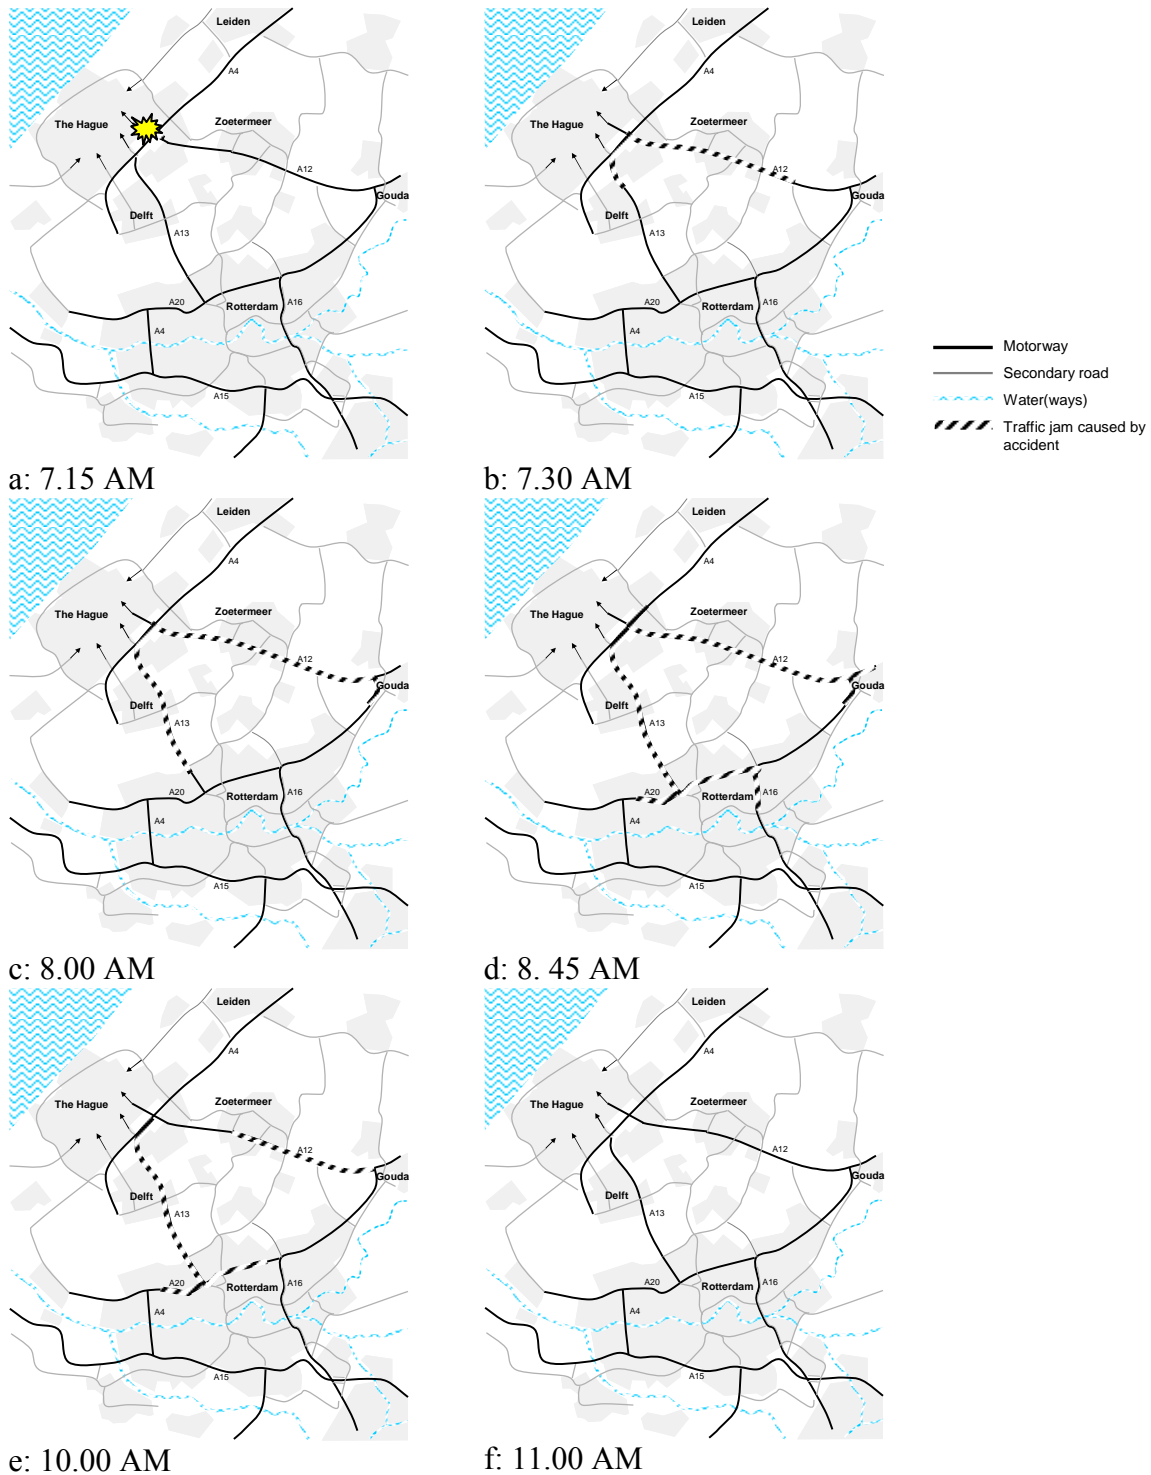 Leiden
A4
The Hague
Zoetermeer
A12
Gouda
Delft
A13
A20
Rotterdam
A16
A4
A15
a: 7.15 AM
Leiden
A4
The Hague
Zoetermeer
A12
Gouda
Delft
A13
A20
Rotterdam
A16
A4
A15
b: 7.30 AM
Motorway
Secondary road
Water(ways)
Traffic jam caused by
accident
Leiden
A4
The Hague
Zoetermeer
A12
Gouda
Delft
A13
A20
Rotterdam
A16
A4
A15
c: 8.00 AM
Leiden
A4
The Hague
Zoetermeer
A12
Gouda
Delft
A13
A20
Rotterdam
A16
A4
A15
d: 8. 45 AM
Leiden
A4
The Hague
Zoetermeer
A12
Gouda
Delft
A13
A20
Rotterdam
A16
A4
A15
e: 10.00 AM
Leiden
A4
The Hague
Zoetermeer
A12
Gouda
Delft
A13
A20
Rotterdam
A16
A4
A15
f: 11.00 AM